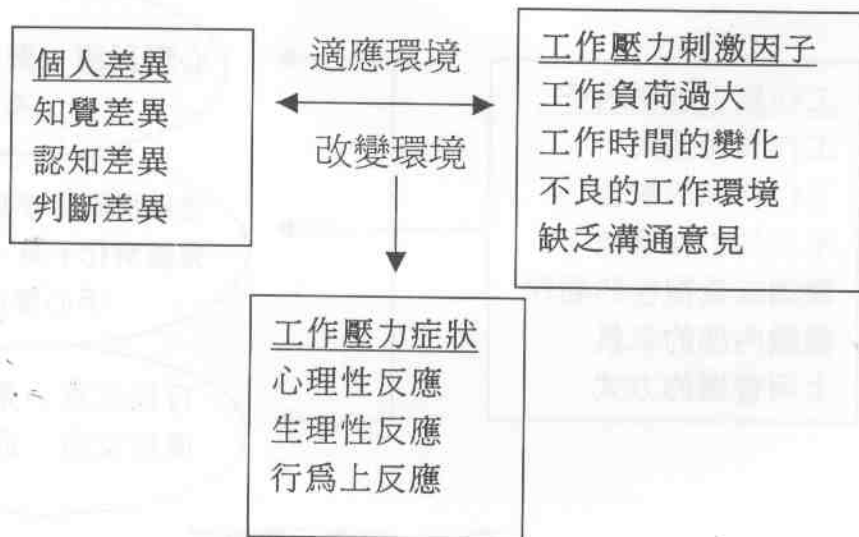 個人差異
知覺差異
認知差異
判斷差異
適應環境
改變環境
工作壓力刺激因子
工作負荷過大
工作時間的變化
不良的工作環境
缺乏溝通意見
工作壓力症狀
心理性反應
生理性反應
行爲上反應